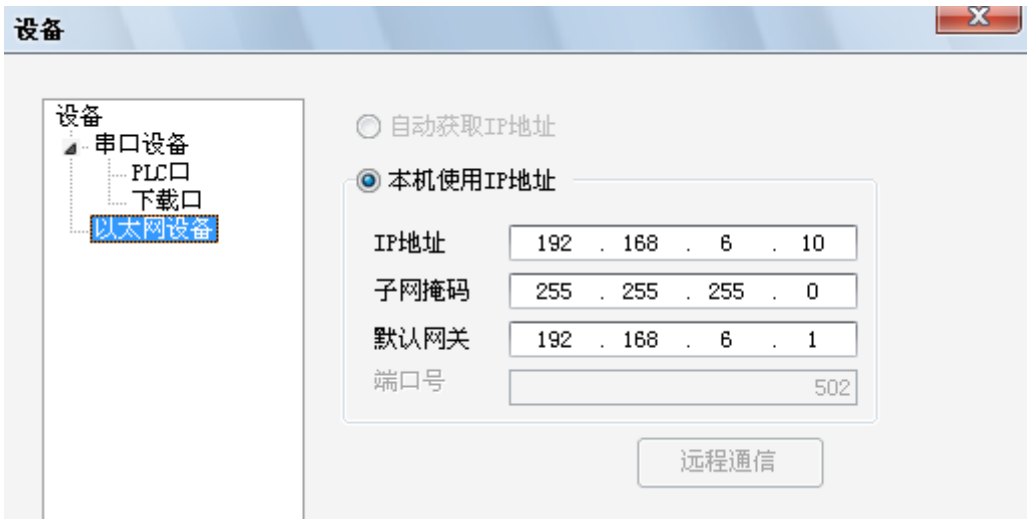 设备
设备
串口设备
PLC口
下载口
以太网设备
自动获取IP地址
本机使用IP地址
IP地址 192 . 168 . 6 . 10
子网掩码 255 . 255 . 255 . 0
默认网关 192 . 168 . 6 . 1
端口号 502
远程通信